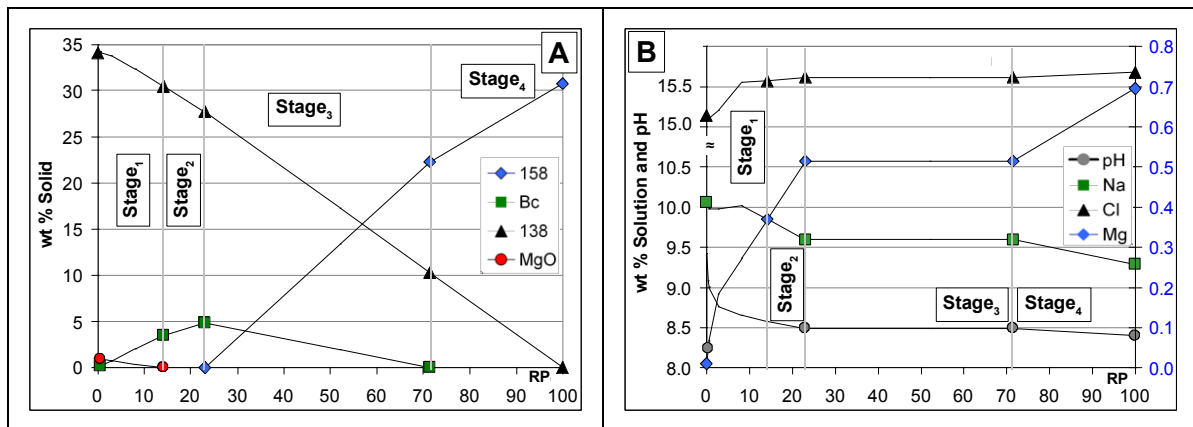 A
wt % Solid
35
30
25
20
15
10
5
0
0 10 20 30 40 50 60 70 80 90 100
RP
Stage1
Stage2
Stage3
Stage4
158
Bc
138
MgO
B
wt % Solution and pH
15.5
15.0
≈
10.5
10.0
9.5
9.0
8.5
8.0
0 10 20 30 40 50 60 70 80 90 100
RP
0.8
0.7
0.6
0.5
0.4
0.3
0.2
0.1
0.0
Stage1
Stage2
Stage3
Stage4
pH
Na
Cl
Mg